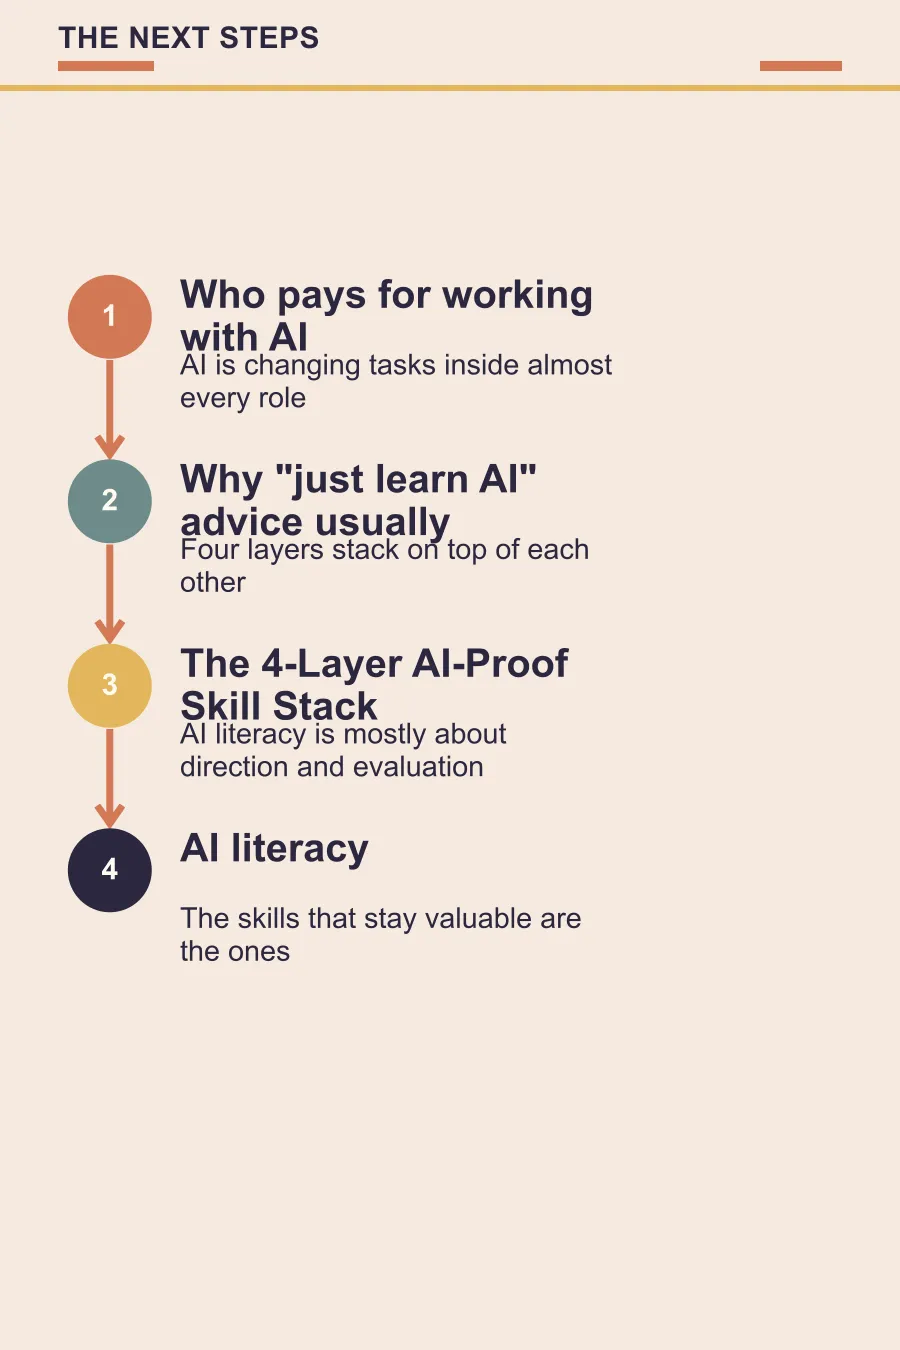 THE NEXT STEPS
1
Who pays for working
with AI
AI is changing tasks inside almost
every role
2
Why "just learn AI"
advice usually
Four layers stack on top of each
other
3
The 4-Layer AI-Proof
Skill Stack
AI literacy is mostly about
direction and evaluation
4
AI literacy
The skills that stay valuable are
the ones